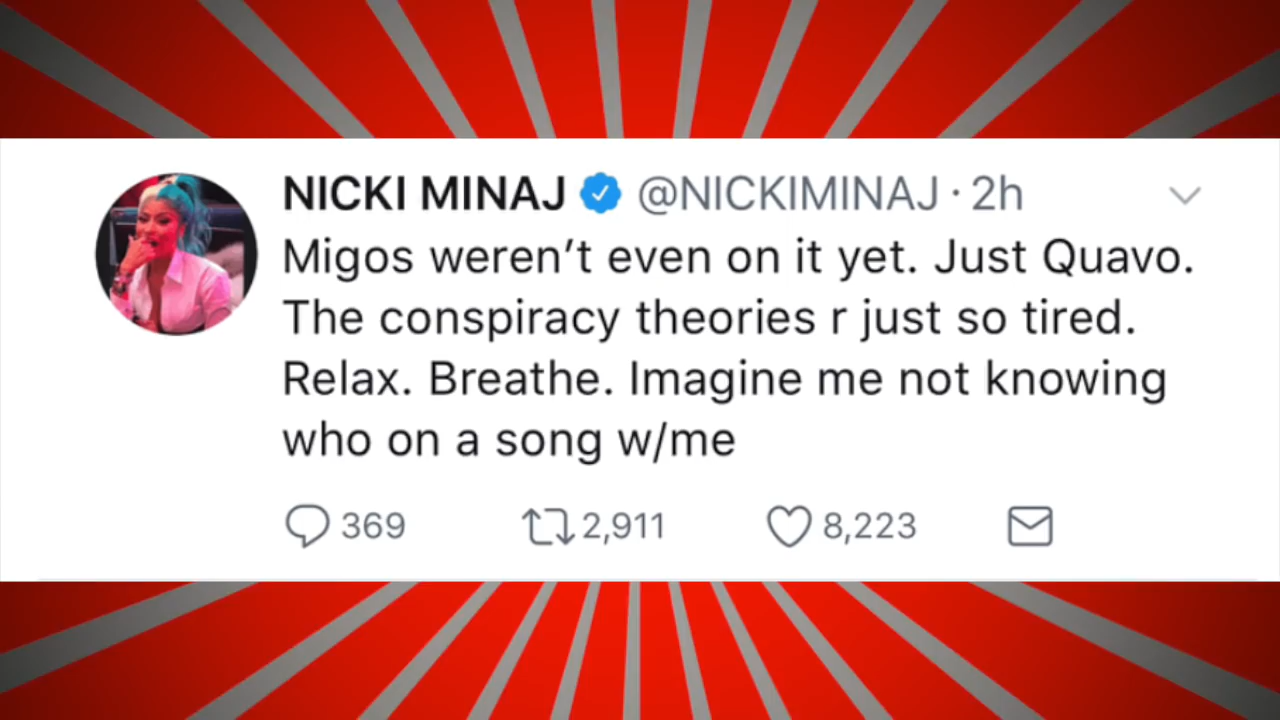 NICKI MINAJ @NICKIMINAJ · 2h
Migos weren’t even on it yet. Just Quavo.
The conspiracy theories r just so tired.
Relax. Breathe. Imagine me not knowing
who on a song w/me
369 2,911 8,223